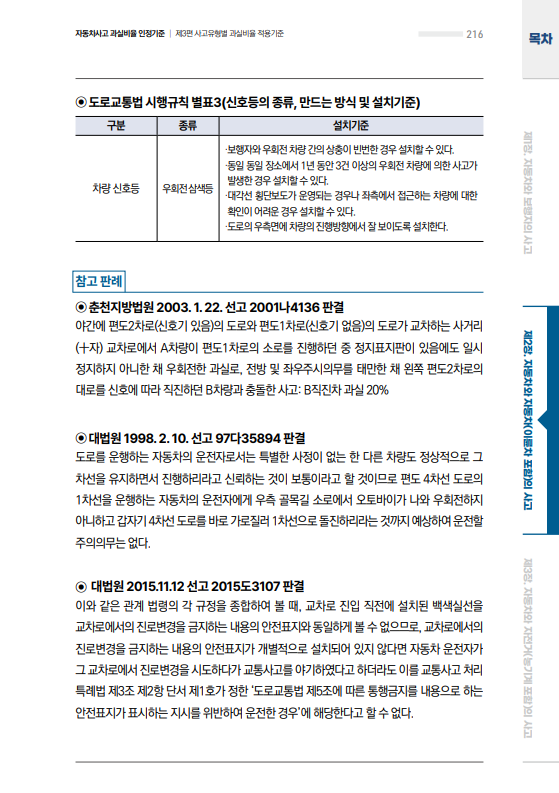 자동차사고 과실비율 인정기준 | 제3편 사고유형별 과실비율 적용기준
216
목차
◉ 도로교통법 시행규칙 별표3(신호등의 종류, 만드는 방식 및 설치기준)
구분 종류 설치기준
차량 신호등 우회전 삼색등
·보행자와 우회전 차량 간의 상충이 빈번한 경우 설치할 수 있다.
·동일 동일 장소에서 1년 동안 3건 이상의 우회전 차량에 의한 사고가
발생한 경우 설치할 수 있다.
·대각선 횡단보도가 운영되는 경우나 좌측에서 접근하는 차량에 대한
확인이 어려운 경우 설치할 수 있다.
·도로의 우측면에 차량의 진행방향에서 잘 보이도록 설치한다.
참고 판례
◉ 춘천지방법원 2003. 1. 22. 선고 2001나4136 판결
야간에 편도2차로(신호기 있음)의 도로와 편도1차로(신호기 없음)의 도로가 교차하는 사거리
(十자) 교차로에서 A차량이 편도1차로의 소로를 진행하던 중 정지표지판이 있음에도 일시
정지하지 아니한 채 우회전한 과실로, 전방 및 좌우주시의무를 태만한 채 왼쪽 편도2차로의
대로를 신호에 따라 직진하던 B차량과 충돌한 사고: B직진차 과실 20%
◉ 대법원 1998. 2. 10. 선고 97다35894 판결
도로를 운행하는 자동차의 운전자로서는 특별한 사정이 없는 한 다른 차량도 정상적으로 그
차선을 유지하면서 진행하리라고 신뢰하는 것이 보통이라고 할 것이므로 편도 4차선 도로의
1차선을 운행하는 자동차의 운전자에게 우측 골목길 소로에서 오토바이가 나와 우회전하지
아니하고 갑자기 4차선 도로를 바로 가로질러 1차선으로 돌진하리라는 것까지 예상하여 운전할
주의의무는 없다.
◉ 대법원 2015.11.12 선고 2015도3107 판결
이와 같은 관계 법령의 각 규정을 종합하여 볼 때, 교차로 진입 직전에 설치된 백색실선을
교차로에서의 진로변경을 금지하는 내용의 안전표지와 동일하게 볼 수 없으므로, 교차로에서의
진로변경을 금지하는 내용의 안전표지가 개별적으로 설치되어 있지 않다면 자동차 운전자가
그 교차로에서 진로변경을 시도하다가 교통사고를 야기하였다고 하더라도 이를 교통사고 처리
특례법 제3조 제2항 단서 제1호가 정한 ‘도로교통법 제5조에 따른 통행금지를 내용으로 하는
안전표지가 표시하는 지시를 위반하여 운전한 경우’에 해당한다고 할 수 없다.
제1장. 자동차와 보행자의 사고
제2장. 자동차와 자동차(이륜차 포함)의 사고
제3장. 자동차와 자전거(농기계 포함)의 사고